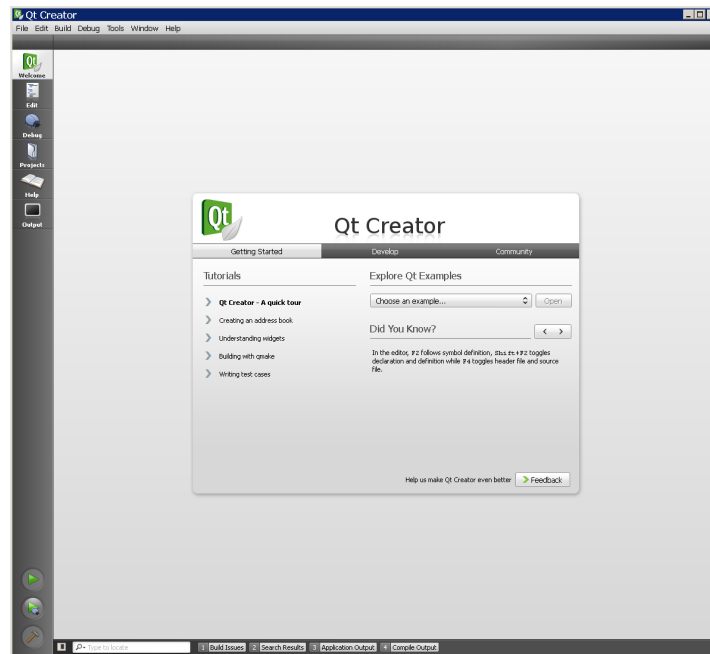 Qt Creator
File Edit Build Debug Tools Window Help
Qt
Welcome
Edit
Debug
Projects
Help
Output
Qt
Qt Creator
Getting Started Develop Community
Tutorials
Qt Creator - A quick tour
Creating an address book
Understanding widgets
Building with qmake
Writing test cases
Explore Qt Examples
Choose an example... Open
Did You Know?
In the editor, F2 follows symbol definition, Shift+F2 toggles
declaration and definition while F4 toggles header file and source
file.
Help us make Qt Creator even better Feedback
Type to locate 1 Build Issues 2 Search Results 3 Application Output 4 Compile Output